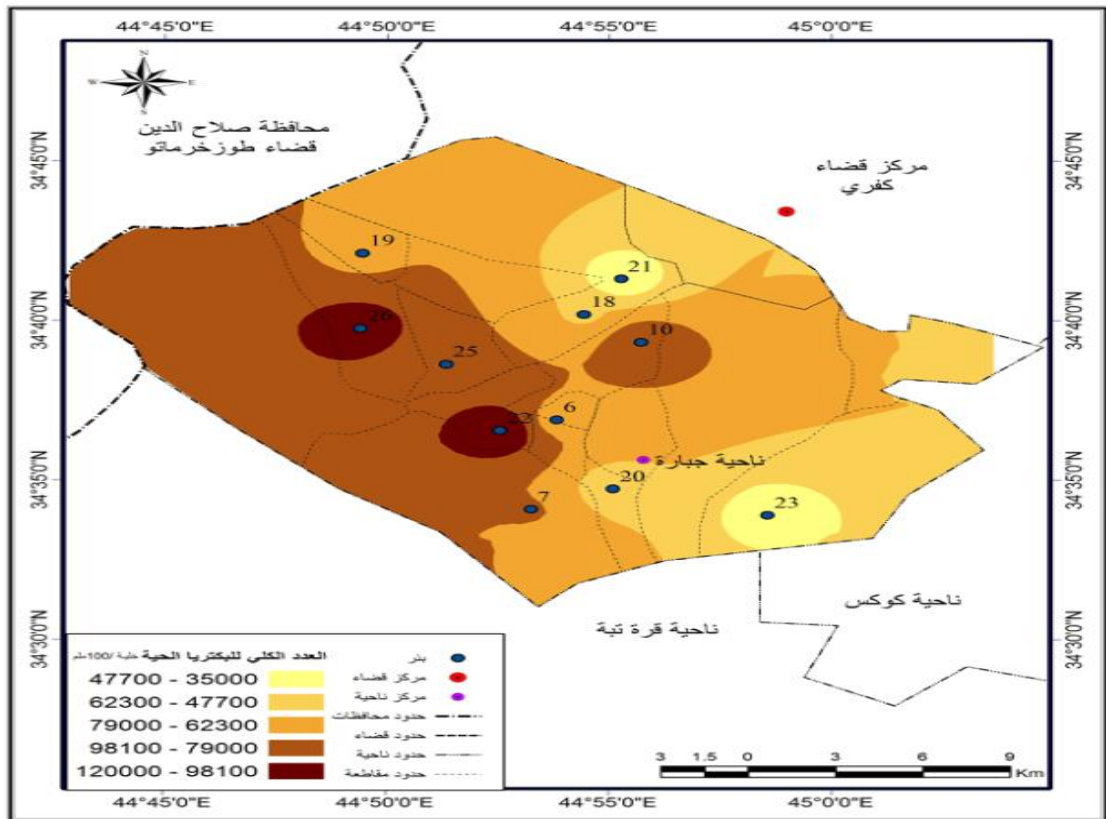 44°45'0"E 44°50'0"E 44°55'0"E 45°0'0"E
N
W E
S
محافظة صلاح الدين
قضاء طوزخرماتو
مركز قضاء
كفري
34°45'0"N 34°45'0"N
19
21
18
34°40'0"N 34°40'0"N
26
10
25
6
22
ناحية جبارة
20
34°35'0"N 34°35'0"N
7
23
ناحية كوكس
ناحية قرة تبة
34°30'0"N 34°30'0"N
العدد الكلي للبكتريا الحية خلية /100ملم
47700 - 35000
62300 - 47700
79000 - 62300
98100 - 79000
120000 - 98100
بئر
مركز قضاء
مركز ناحية
حدود محافظات
حدود قضاء
حدود ناحية
حدود مقاطعة
3 1.5 0 3 6 9
Km
44°45'0"E 44°50'0"E 44°55'0"E 45°0'0"E